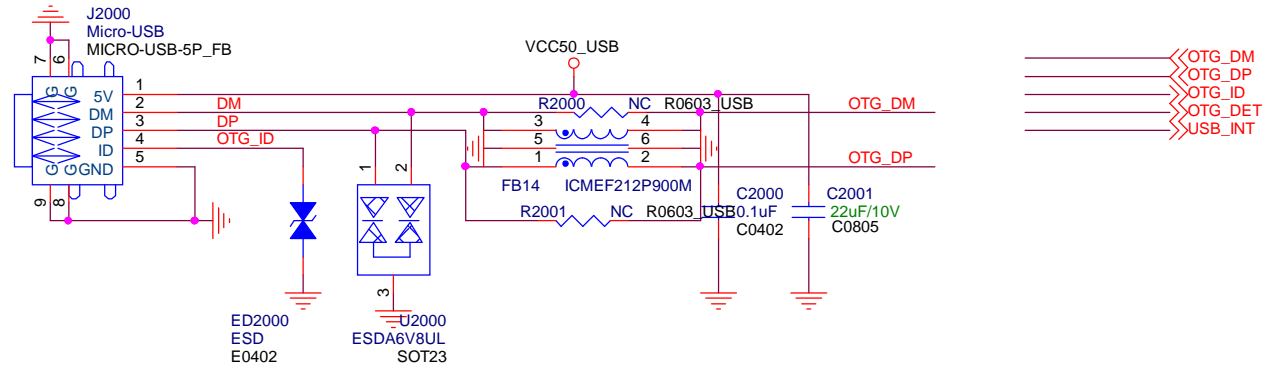 J2000
Micro-USB
MICRO-USB-5P_FB
7
6
G
G
5V
DM
DP
ID
GND
G
G
1
2
3
4
5
9
8
DM
DP
OTG_ID
VCC50_USB
R2000
NC
R0603_USB
3
4
5
6
1
2
FB14
ICMEF212P900M
R2001
NC
R0603_USB
OTG_DM
OTG_DP
C2000
0.1uF
C0402
C2001
22uF/10V
C0805
1
2
3
ED2000
ESD
E0402
U2000
ESDA6V8UL
SOT23
OTG_DM
OTG_DP
OTG_ID
OTG_DET
USB_INT